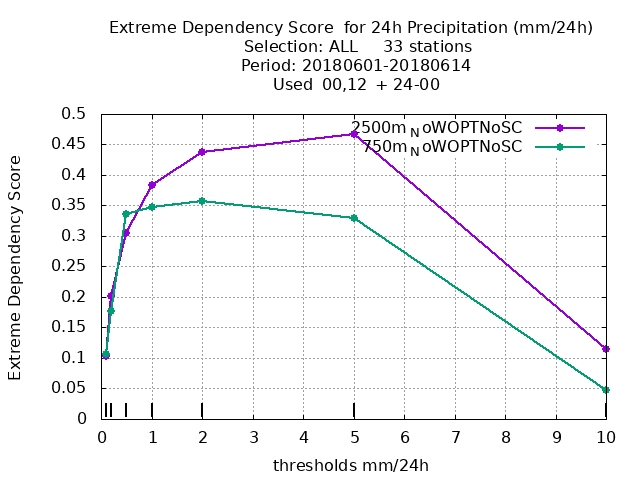 Extreme Dependency Score  for 24h Precipitation (mm/24h)
Selection: ALL     33 stations
Period: 20180601-20180614
Used  00,12  + 24-00
Extreme Dependency Score
0.5
0.45
0.4
0.35
0.3
0.25
0.2
0.15
0.1
0.05
0
2500m_NoWOPTNoSC
750m_NoWOPTNoSC
0 1 2 3 4 5 6 7 8 9 10
thresholds mm/24h